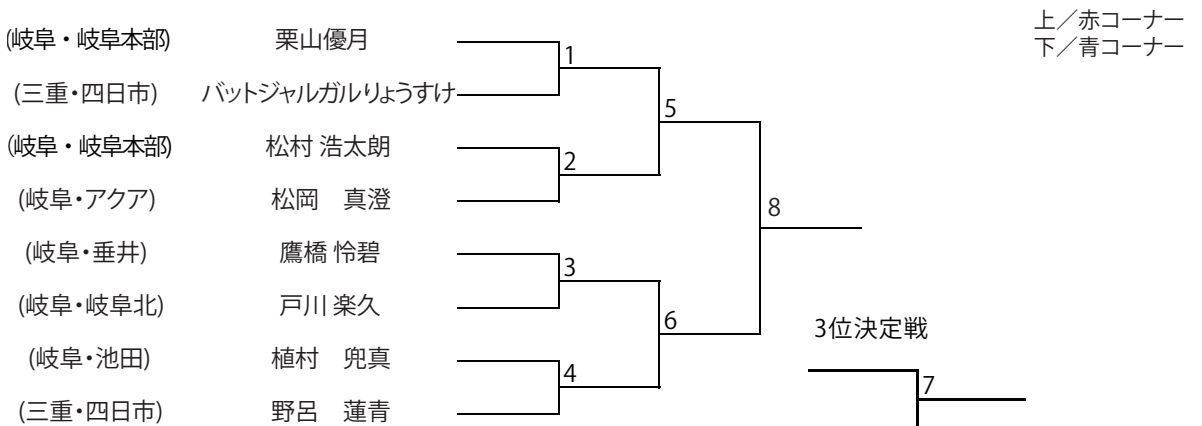 上／赤コーナー
下／青コーナー
(岐阜・岐阜本部) 栗山優月
1
(三重・四日市) バットジャルガルりょうすけ
5
(岐阜・岐阜本部) 松村 浩太朗
2
(岐阜・アクア) 松岡　真澄
8
(岐阜・垂井) 鷹橋 怜碧
3
(岐阜・岐阜北) 戸川 楽久
6
3位決定戦
(岐阜・池田) 植村　兜真
4
7
(三重・四日市) 野呂　蓮青